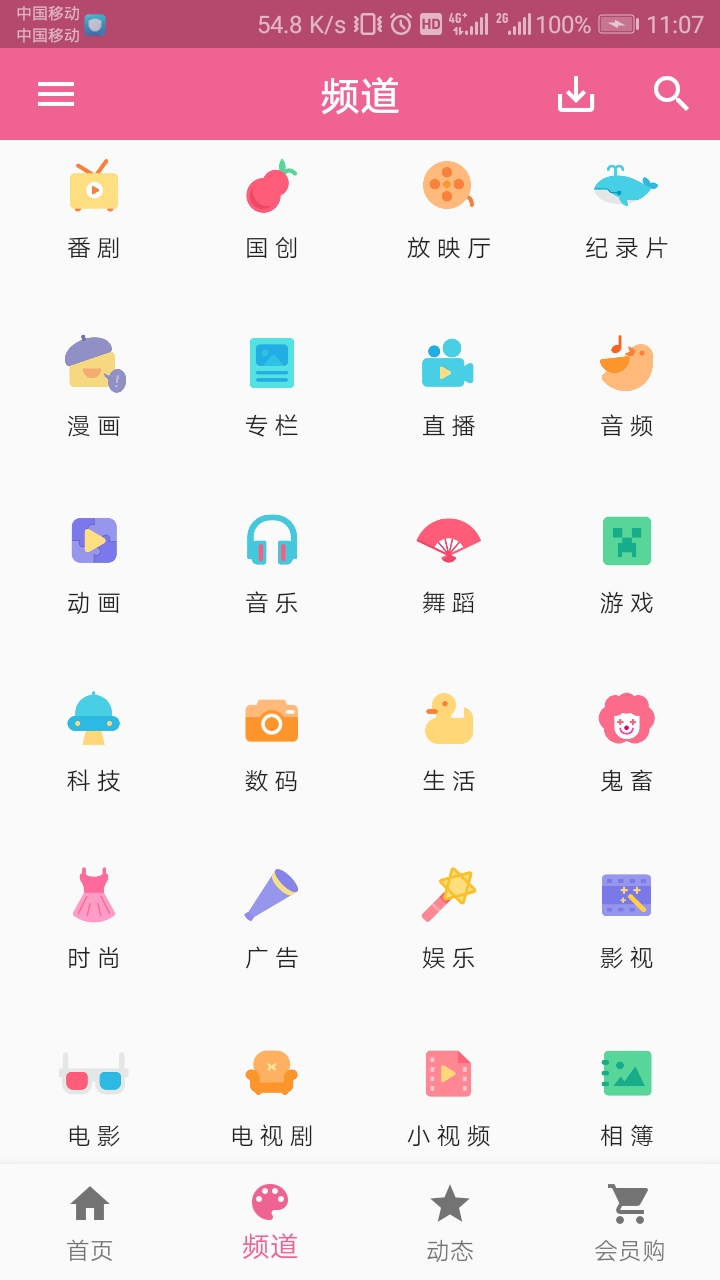 中国移动
中国移动
54.8 K/s HD 4G+ 2G 100% 11:07
频道
番剧 国创 放映厅 纪录片
漫画 专栏 直播 音频
动画 音乐 舞蹈 游戏
科技 数码 生活 鬼畜
时尚 广告 娱乐 影视
电影 电视剧 小视频 相簿
首页 频道 动态 会员购